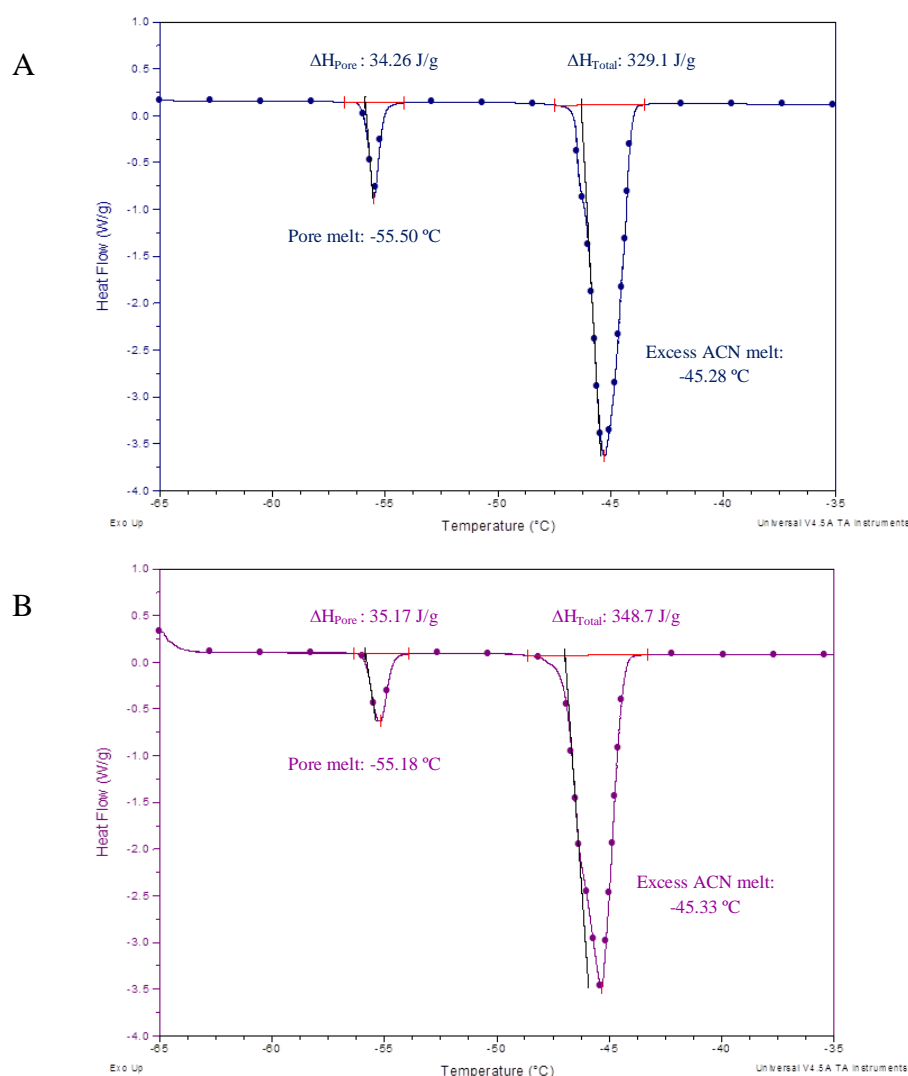 A
ΔHPore: 34.26 J/g
ΔHTotal: 329.1 J/g
1.0
0.5
0.0
-0.5
-1.0
-1.5
-2.0
-2.5
-3.0
-3.5
-4.0
Heat Flow (W/g)
Pore melt: -55.50 ºC
Excess ACN melt:
-45.28 ºC
-65
-60
-55
-50
-45
-40
-35
Exo Up
Temperature (°C)
Universal V4.5A TA Instruments
B
ΔHPore : 35.17 J/g
ΔHTotal: 348.7 J/g
1.0
0.5
0.0
-0.5
-1.0
-1.5
-2.0
-2.5
-3.0
-3.5
-4.0
Heat Flow (W/g)
Pore melt: -55.18 ºC
Excess ACN melt:
-45.33 ºC
-65
-60
-55
-50
-45
-40
-35
Exo Up
Temperature (°C)
Universal V4.5A TA Instruments